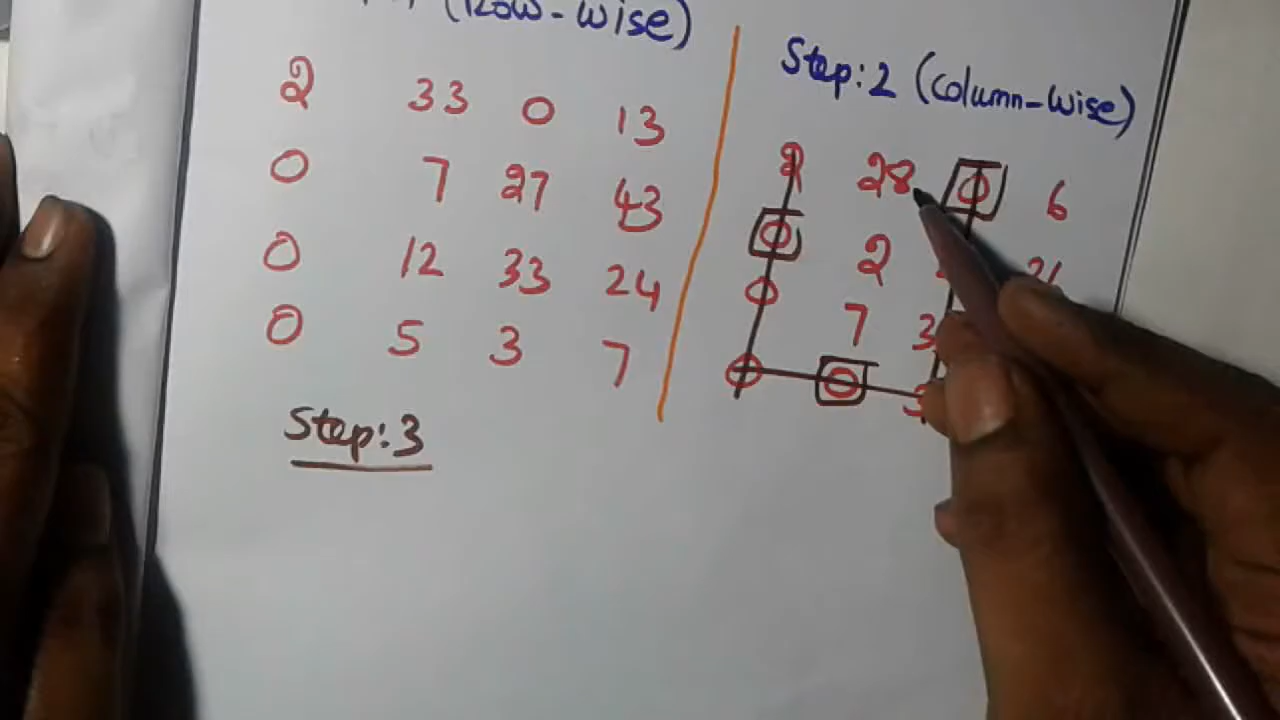 (Row-wise)
2 33 0 13
0 7 27 43
0 12 33 24
0 5 3 7
Step:3
Step:2 (Column-wise)
2 28 0 6
0 2
0 7 3
0 0